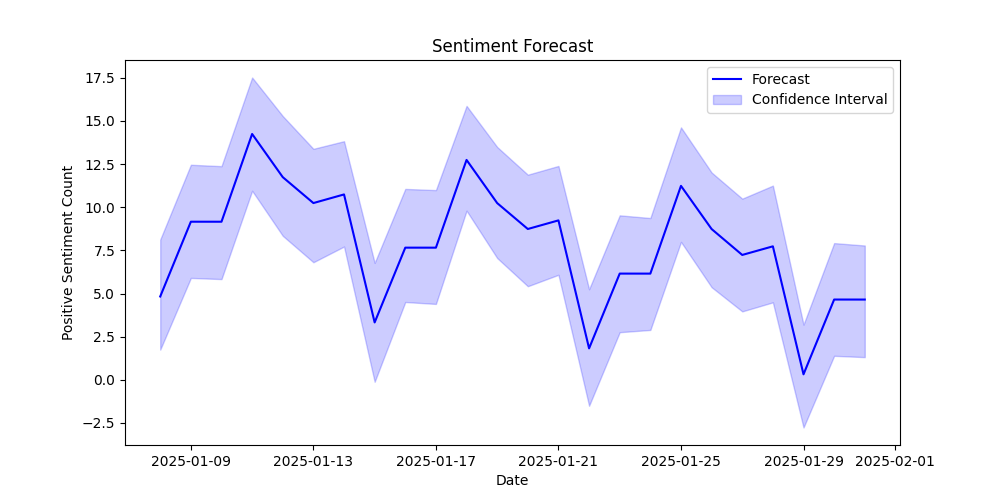 Sentiment Forecast
Forecast
Confidence Interval
Positive Sentiment Count
17.5
15.0
12.5
10.0
7.5
5.0
2.5
0.0
−2.5
2025-01-09 2025-01-13 2025-01-17 2025-01-21 2025-01-25 2025-01-29 2025-02-01
Date